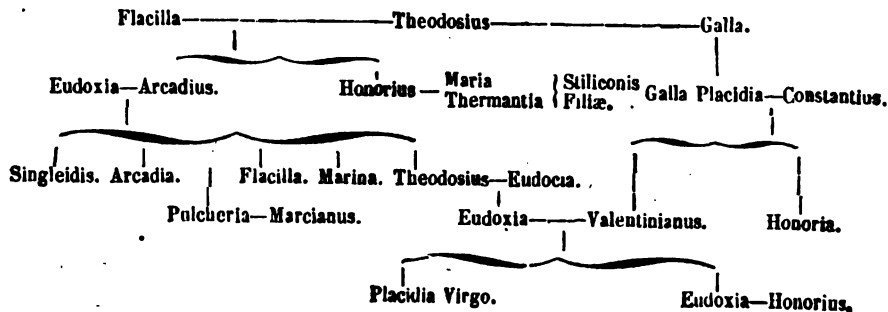 Flacilla—Theodosius—Galla.
Eudoxia—Arcadius. Honorius — Maria Thermantia } Stiliconis Filiæ. Galla Placidia—Constantius.
Singleidis. Arcadia. Flacilla. Marina. Theodosius—Eudocia.
Pulcheria—Marcianus. Eudoxia——Valentinianus. Honoria.
Placidia Virgo. Eudoxia—Honorius.